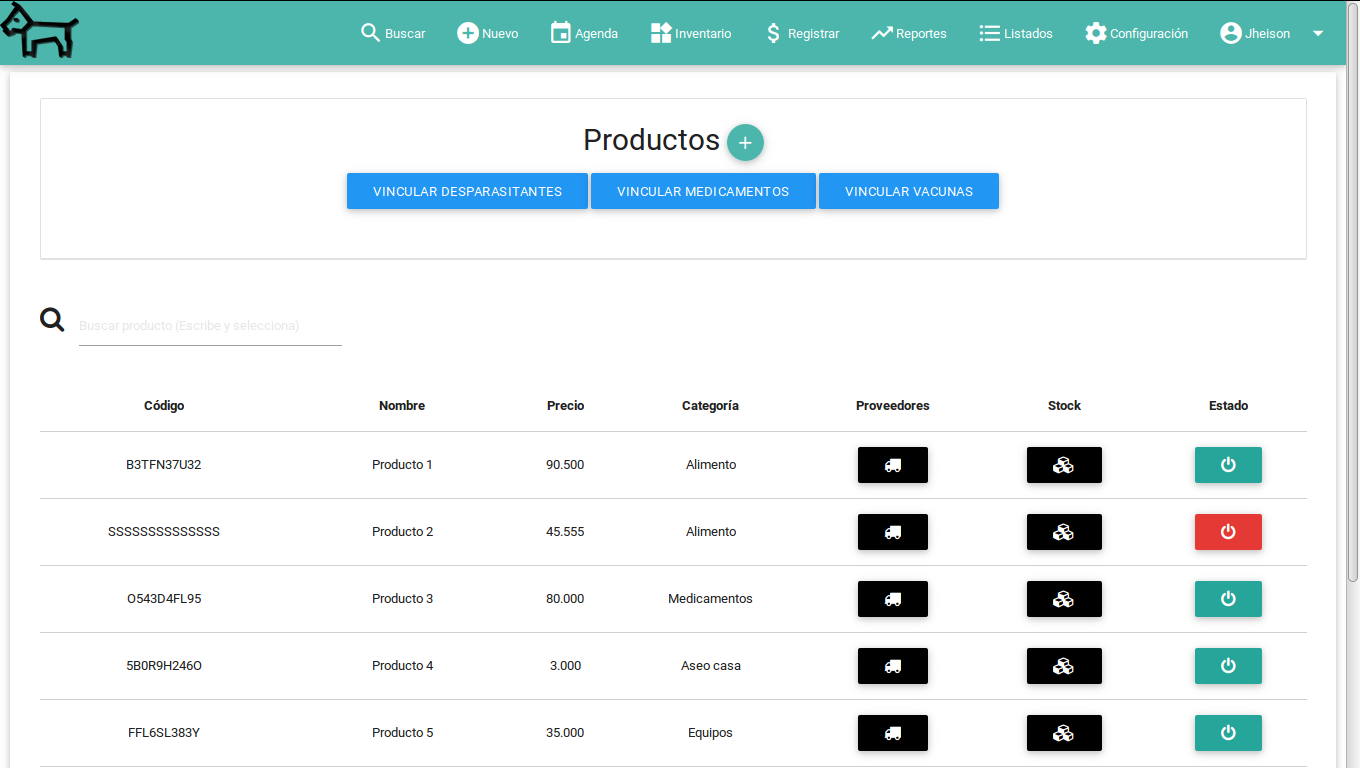 Buscar Nuevo Agenda Inventario Registrar Reportes Listados Configuración Jheison
Productos
VINCULAR DESPARASITANTES VINCULAR MEDICAMENTOS VINCULAR VACUNAS
Buscar producto (Escribe y selecciona)
Código Nombre Precio Categoría Proveedores Stock Estado
B3TFN37U32 Producto 1 90.500 Alimento
SSSSSSSSSSSSSS Producto 2 45.555 Alimento
O543D4FL95 Producto 3 80.000 Medicamentos
5B0R9H246O Producto 4 3.000 Aseo casa
FFL6SL383Y Producto 5 35.000 Equipos